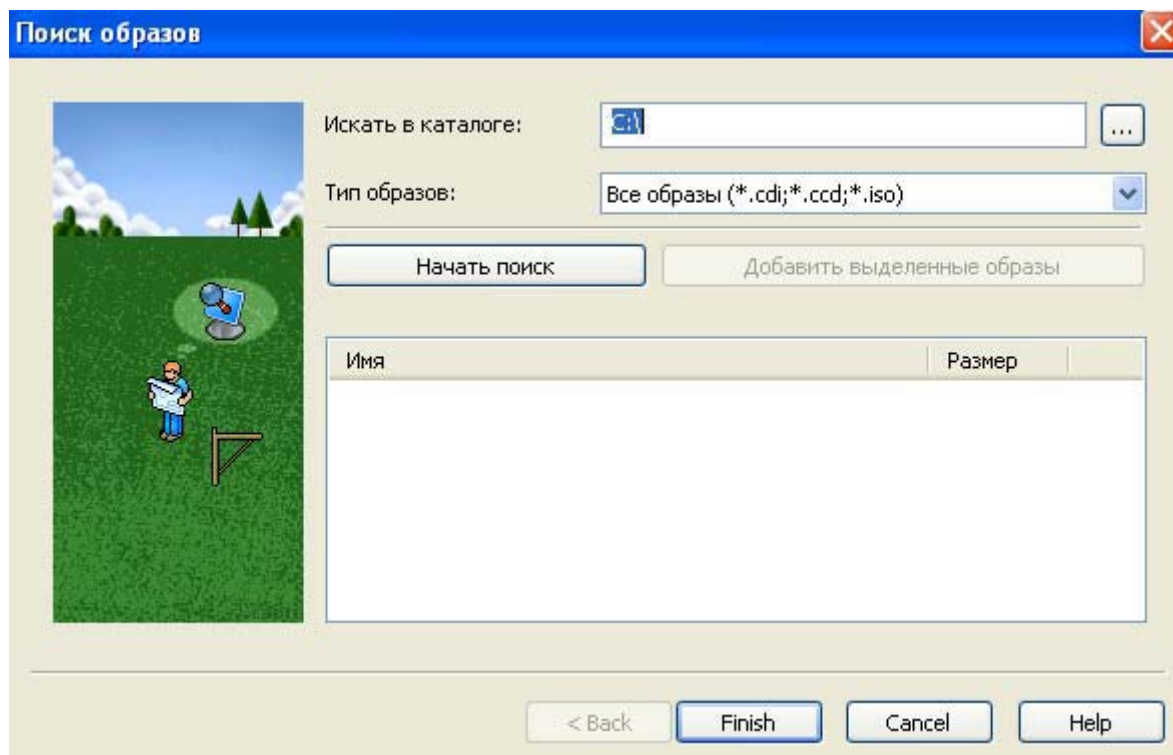 Поиск образов
Искать в каталоге: C:\ ...
Тип образов: Все образы (*.cdi;*.ccd;*.iso)
Начать поиск Добавить выделенные образы
Имя Размер
< Back Finish Cancel Help